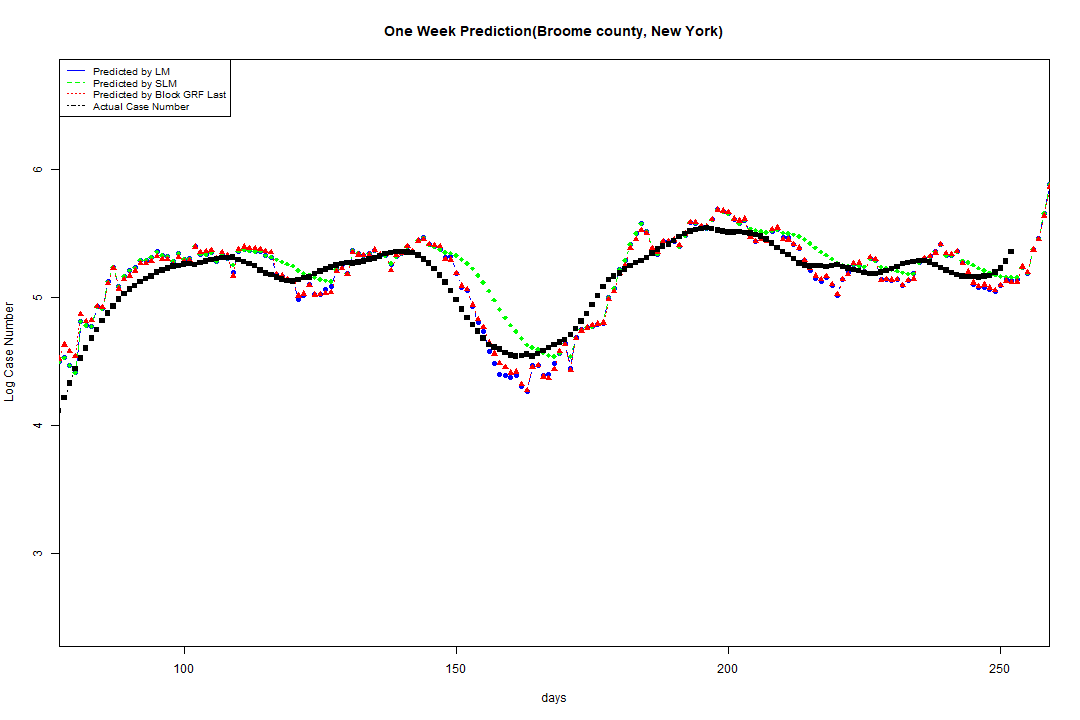 One Week Prediction(Broome county, New York)
Predicted by LM
Predicted by SLM
Predicted by Block GRF Last
Actual Case Number
Log Case Number
6
5
4
3
100 150 200 250
days